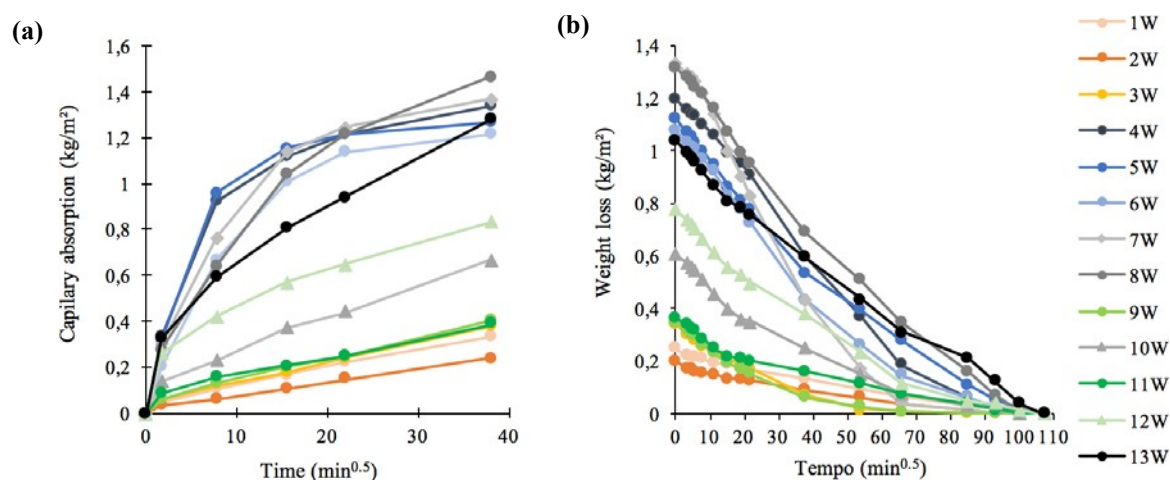 (a)
Capilary absorption (kg/m²)
1,6
1,4
1,2
1
0,8
0,6
0,4
0,2
0
0 10 20 30 40
Time (min⁰·⁵)
(b)
Weight loss (kg/m²)
1,4
1,2
1
0,8
0,6
0,4
0,2
0
0 10 20 30 40 50 60 70 80 90 100 110
Tempo (min⁰·⁵)
1W
2W
3W
4W
5W
6W
7W
8W
9W
10W
11W
12W
13W